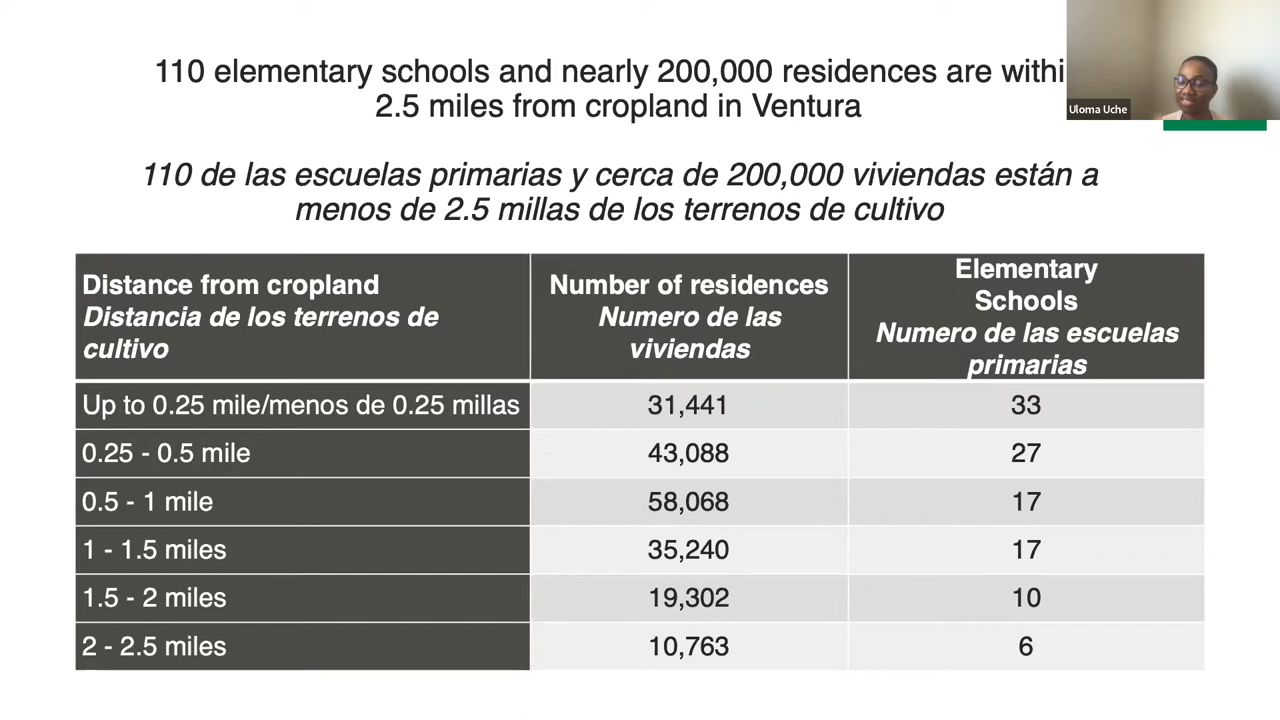 110 elementary schools and nearly 200,000 residences are withi
2.5 miles from cropland in Ventura
Uloma Uche
110 de las escuelas primarias y cerca de 200,000 viviendas están a
menos de 2.5 millas de los terrenos de cultivo
Distance from cropland
Distancia de los terrenos de
cultivo
Number of residences
Numero de las
viviendas
Elementary
Schools
Numero de las escuelas
primarias
Up to 0.25 mile/menos de 0.25 millas 31,441 33
0.25 - 0.5 mile 43,088 27
0.5 - 1 mile 58,068 17
1 - 1.5 miles 35,240 17
1.5 - 2 miles 19,302 10
2 - 2.5 miles 10,763 6